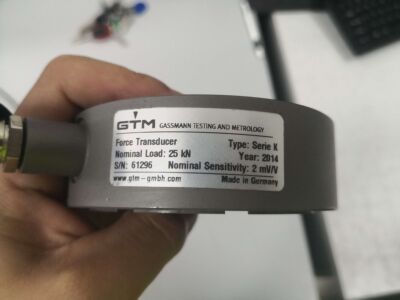 GTM GASSMANN TESTING AND METROLOGY
Force Transducer Type: Serie K
Nominal Load: 25 kN Year: 2014
S/N: 61296 Nominal Sensitivity: 2 mV/V
www.gtm-gmbh.com Made in Germany